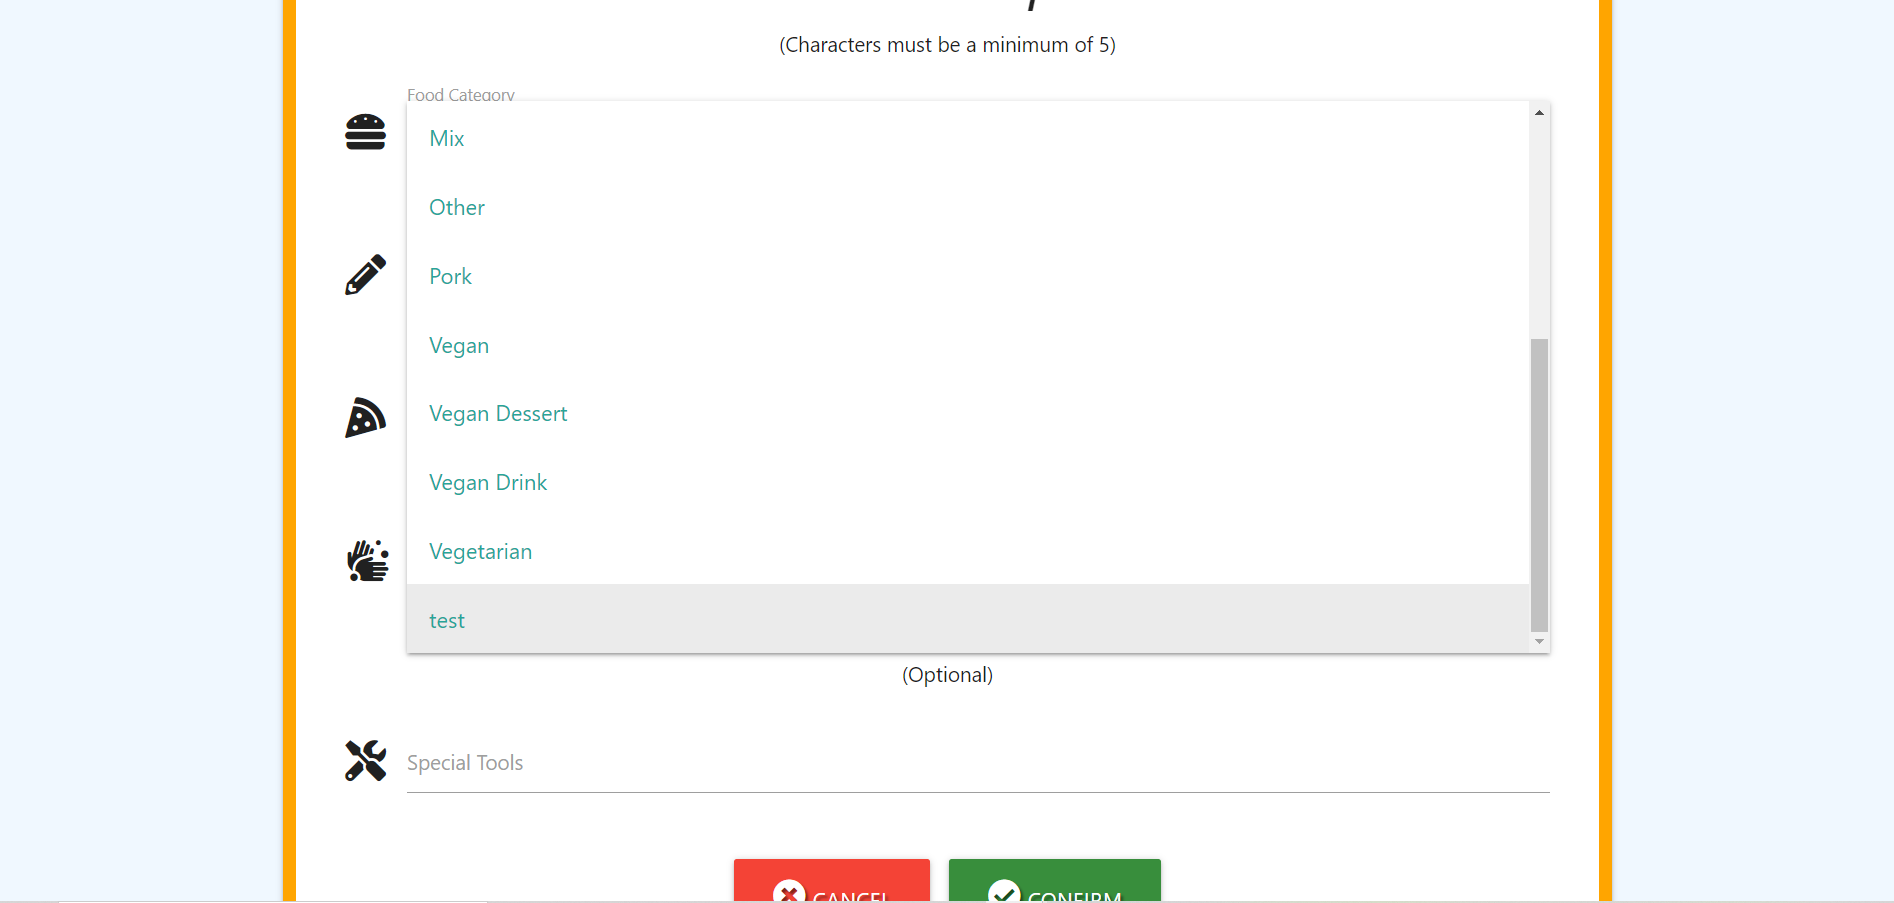 (Characters must be a minimum of 5)
Food Category
Mix
Other
Pork
Vegan
Vegan Dessert
Vegan Drink
Vegetarian
test
(Optional)
Special Tools
CANCEL CONFIRM